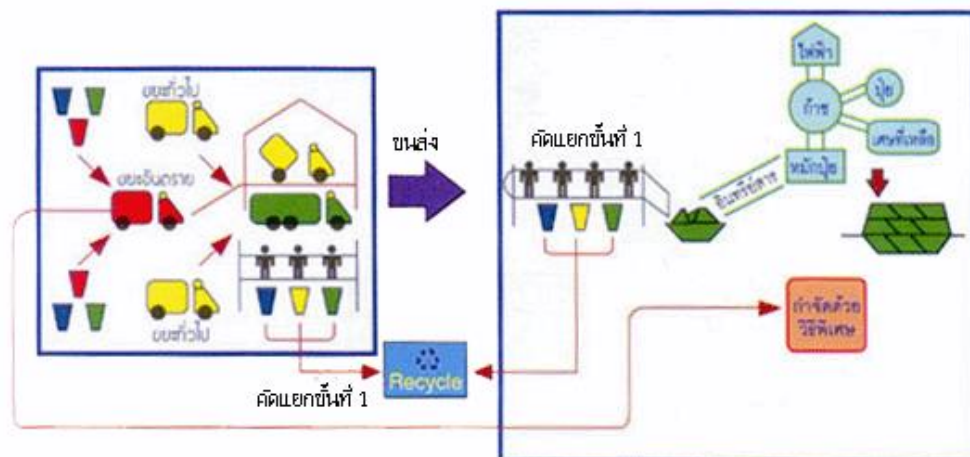 ขยะทั่วไป
ขยะอันตราย
ขยะทั่วไป
คัดแยกขั้นที่ 1
ขนส่ง
Recycle
คัดแยกขั้นที่ 1
อินทรีย์สาร
ไฟฟ้า
ก๊าซ
ปุ๋ย
เศษที่เหลือ
หมักปุ๋ย
กำจัดด้วย
วิธีพิเศษ